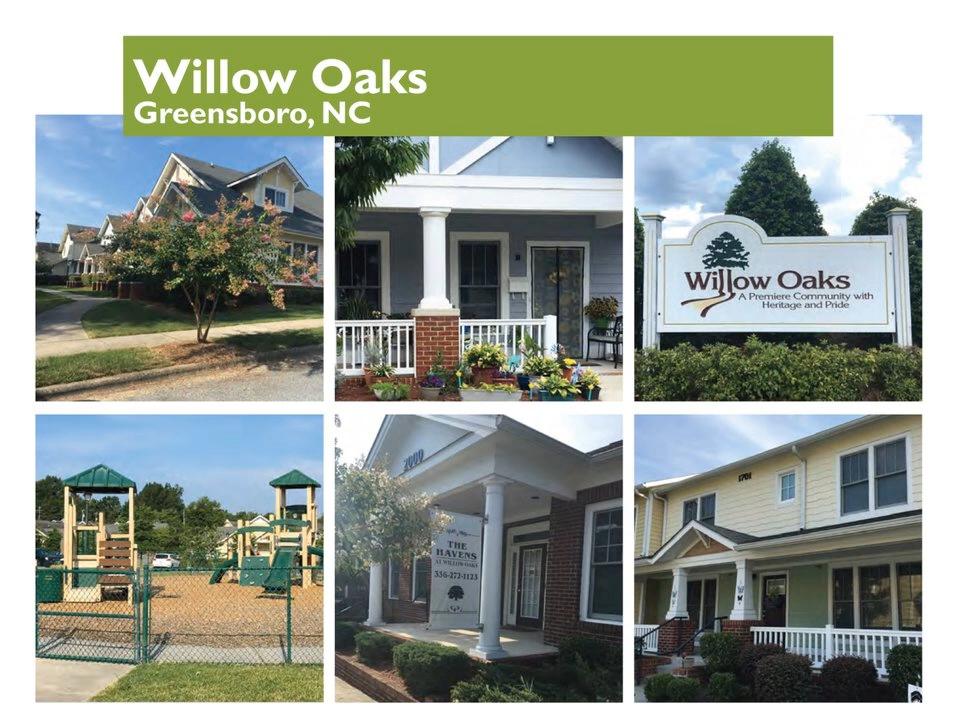 Willow Oaks
Greensboro, NC
Willow Oaks
A Premiere Community with
Heritage and Pride
2000
THE
HAVENS
AT WILLOW OAKS
336-272-1123
1701